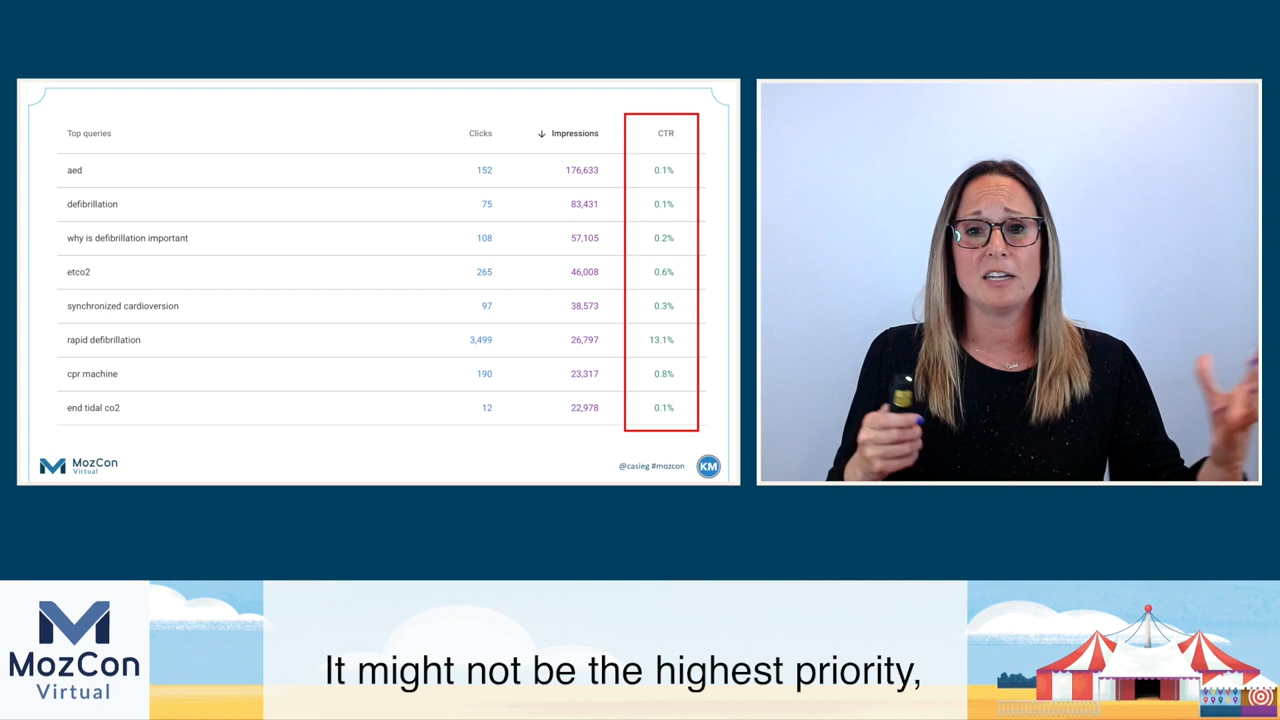 Top queries Clicks ↓ Impressions CTR
aed 152 176,633 0.1%
defibrillation 75 83,431 0.1%
why is defibrillation important 108 57,105 0.2%
etco2 265 46,008 0.6%
synchronized cardioversion 97 38,573 0.3%
rapid defibrillation 3,499 26,797 13.1%
cpr machine 190 23,317 0.8%
end tidal co2 12 22,978 0.1%
MozCon
Virtual
@casieg #mozcon KM
MozCon
Virtual
It might not be the highest priority,